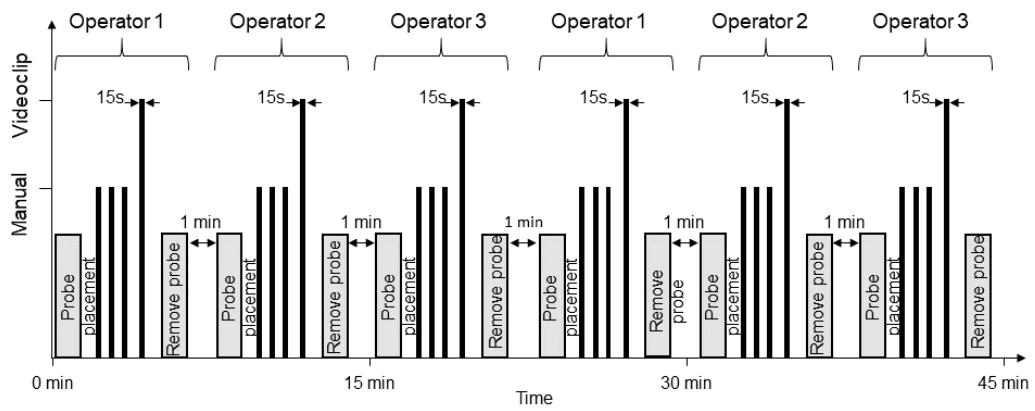 Operator 1
Operator 2
Operator 3
Operator 1
Operator 2
Operator 3
Videoclip
Manual
15s
15s
15s
15s
15s
15s
1 min
1 min
1 min
1 min
1 min
Probe
placement
Remove probe
Probe
placement
Remove probe
Probe
placement
Remove probe
Probe
placement
Remove
probe
Probe
placement
Remove probe
Probe
placement
Remove probe
0 min
15 min
30 min
45 min
Time